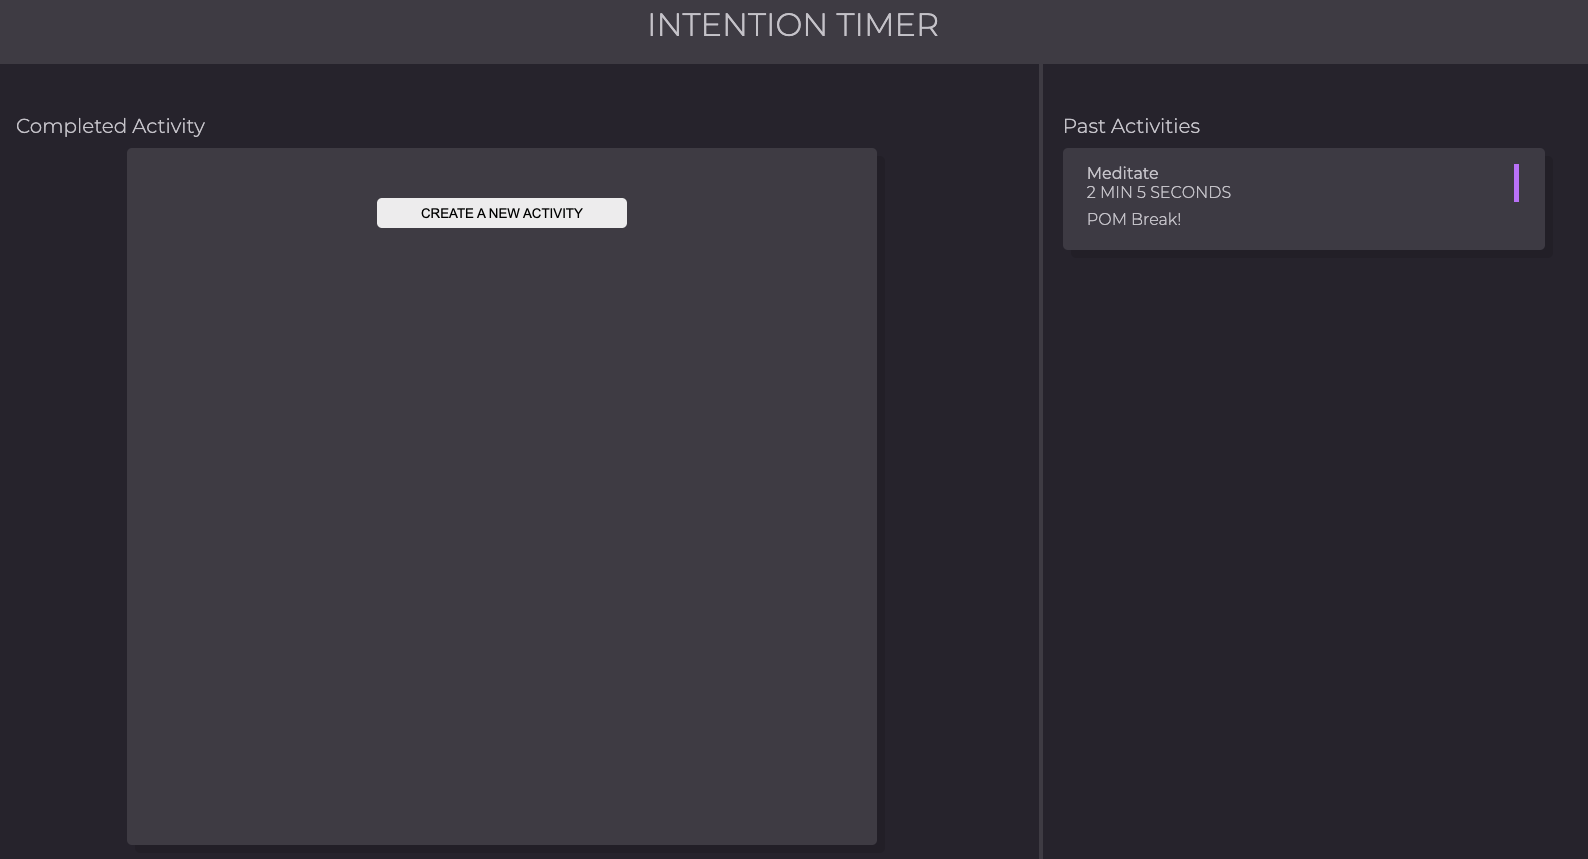 INTENTION TIMER
Completed Activity
CREATE A NEW ACTIVITY
Past Activities
Meditate
2 MIN 5 SECONDS
POM Break!